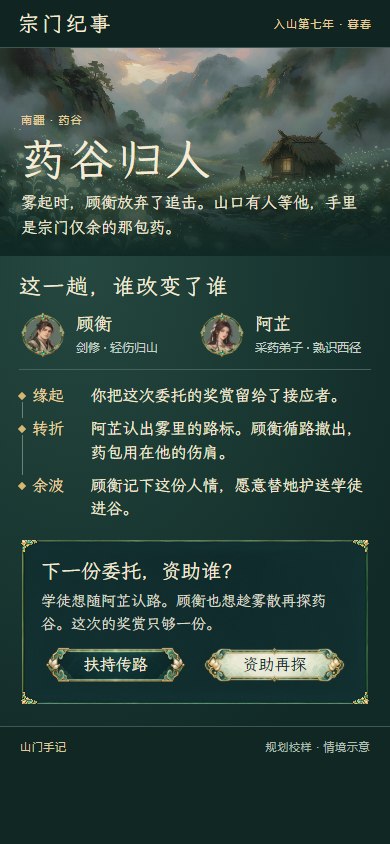 宗门纪事
入山第七年 · 暮春
南疆 · 药谷
药谷归人
雾起时，顾衡放弃了追击。山口有人等他，手里
是宗门仅余的那包药。
这一趟，谁改变了谁
顾衡
剑修 · 轻伤归山
阿芷
采药弟子 · 熟识西径
缘起
你把这次委托的奖赏留给了接应者。
转折
阿芷认出雾里的路标。顾衡循路撤出，
药包用在他的伤肩。
余波
顾衡记下这份人情，愿意替她护送学徒
进谷。
下一份委托，资助谁？
学徒想随阿芷认路。顾衡也想趁雾散再探药
谷。这次的奖赏只够一份。
扶持传路
资助再探
山门手记
规划校样 · 情境示意